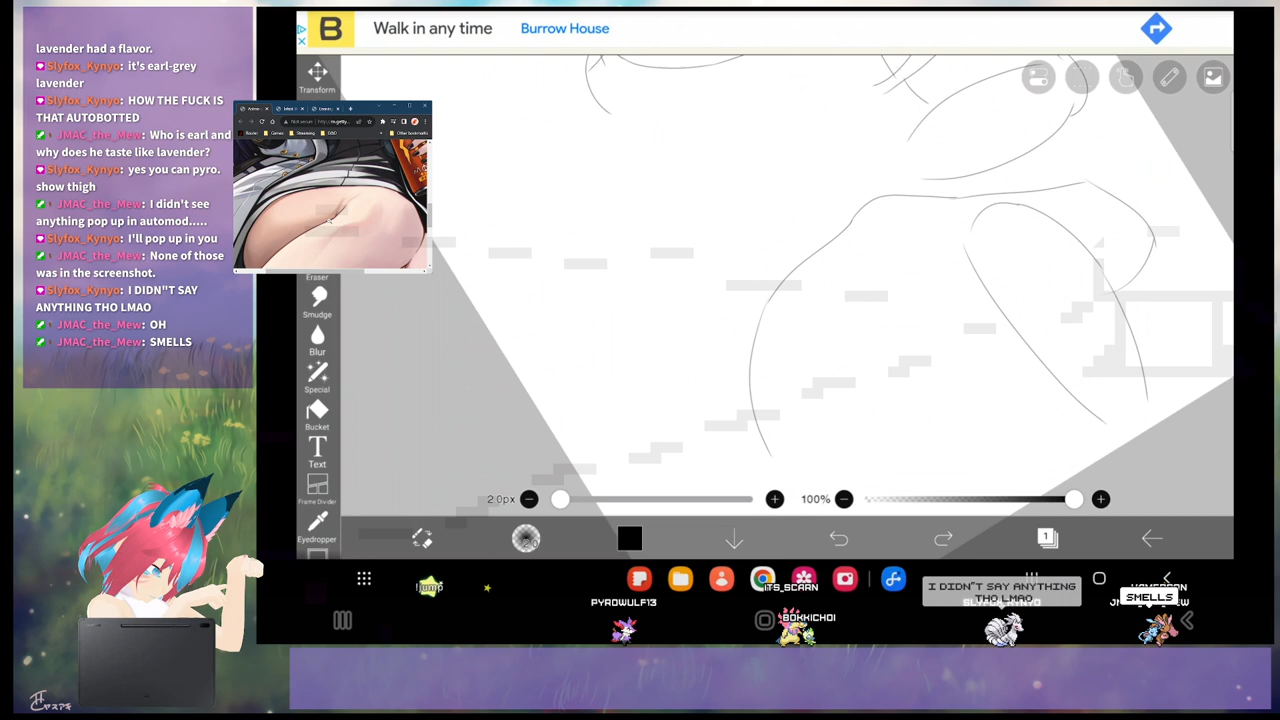 lavender had a flavor.
Slyfox_Kynyo: it's earl-grey
lavender
Slyfox_Kynyo: HOW THE FUCK IS
THAT AUTOBOTTED
JMAC_the_Mew: Who is earl and
why does he taste like lavender?
Slyfox_Kynyo: yes you can pyro.
show thigh
JMAC_the_Mew: I didn't see
anything pop up in automod.....
Slyfox_Kynyo: I'll pop up in you
JMAC_the_Mew: None of those
was in the screenshot.
Slyfox_Kynyo: I DIDN"T SAY
ANYTHING THO LMAO
JMAC_the_Mew: OH
JMAC_the_Mew: SMELLS
B
Walk in any time
Burrow House
Transform
Eraser
Smudge
Blur
Special
Bucket
Text
Frame Divider
Eyedropper
2.0px
100%
1
!jump
PYROWULF13
ITS_SCARN
BOKKICHOI
I DIDN"T SAY ANYTHING
THO LMAO
SMELLS